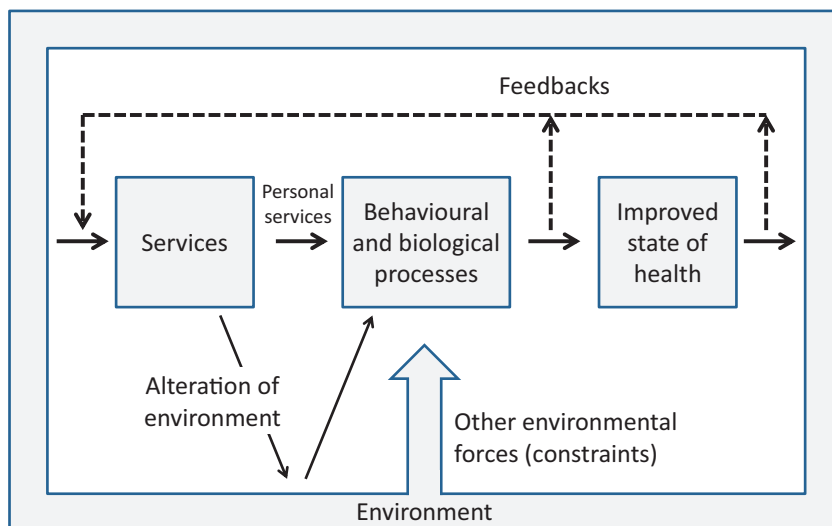 Feedbacks
Services
Personal
services
Behavioural
and biological
processes
Improved
state of
health
Alteration of
environment
Other environmental
forces (constraints)
Environment